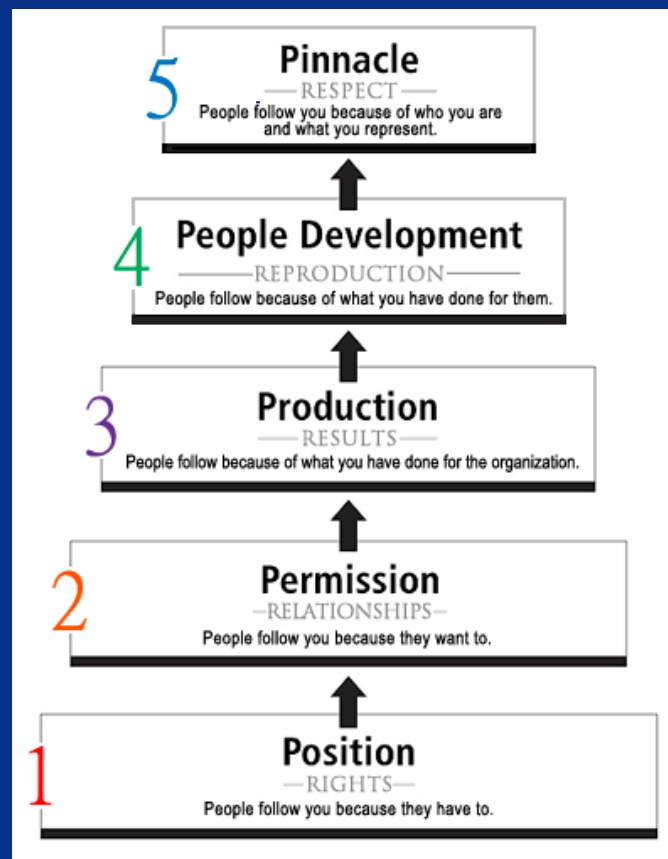 5
Pinnacle
RESPECT
People follow you because of who you are
and what you represent.
4
People Development
REPRODUCTION
People follow because of what you have done for them.
3
Production
RESULTS
People follow because of what you have done for the organization.
2
Permission
RELATIONSHIPS
People follow you because they want to.
1
Position
RIGHTS
People follow you because they have to.